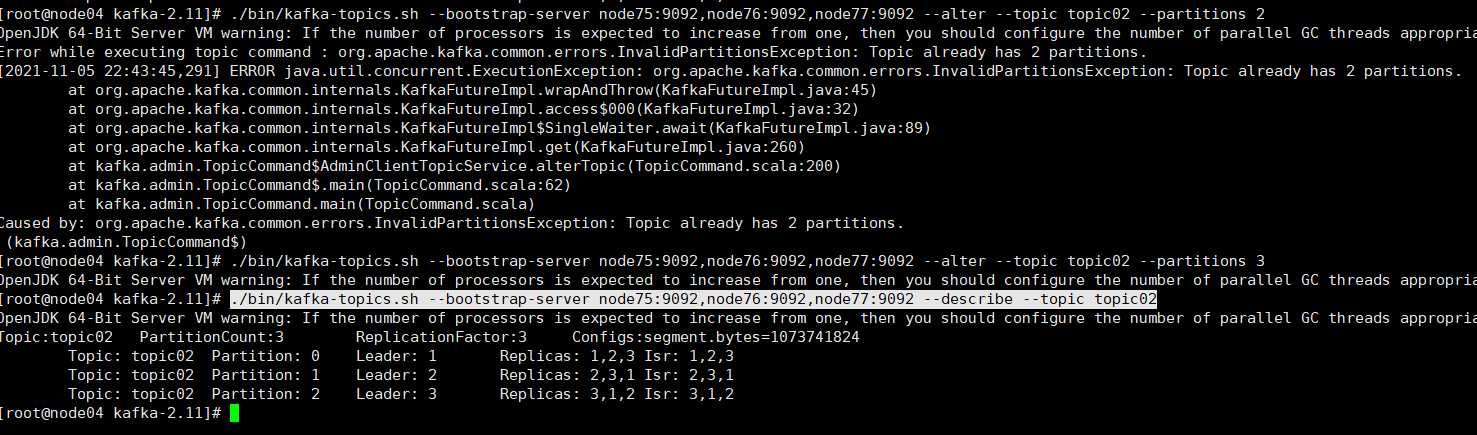 [root@node04 kafka-2.11]# ./bin/kafka-topics.sh --bootstrap-server node75:9092,node76:9092,node77:9092 --alter --topic topic02 --partitions 2
OpenJDK 64-Bit Server VM warning: If the number of processors is expected to increase from one, then you should configure the number of parallel GC threads appropria
Error while executing topic command : org.apache.kafka.common.errors.InvalidPartitionsException: Topic already has 2 partitions.
[2021-11-05 22:43:45,291] ERROR java.util.concurrent.ExecutionException: org.apache.kafka.common.errors.InvalidPartitionsException: Topic already has 2 partitions.
at org.apache.kafka.common.internals.KafkaFutureImpl.wrapAndThrow(KafkaFutureImpl.java:45)
at org.apache.kafka.common.internals.KafkaFutureImpl.access$000(KafkaFutureImpl.java:32)
at org.apache.kafka.common.internals.KafkaFutureImpl$SingleWaiter.await(KafkaFutureImpl.java:89)
at org.apache.kafka.common.internals.KafkaFutureImpl.get(KafkaFutureImpl.java:260)
at kafka.admin.TopicCommand$AdminClientTopicService.alterTopic(TopicCommand.scala:200)
at kafka.admin.TopicCommand$.main(TopicCommand.scala:62)
at kafka.admin.TopicCommand.main(TopicCommand.scala)
Caused by: org.apache.kafka.common.errors.InvalidPartitionsException: Topic already has 2 partitions.
(kafka.admin.TopicCommand$)
[root@node04 kafka-2.11]# ./bin/kafka-topics.sh --bootstrap-server node75:9092,node76:9092,node77:9092 --alter --topic topic02 --partitions 3
OpenJDK 64-Bit Server VM warning: If the number of processors is expected to increase from one, then you should configure the number of parallel GC threads appropria
[root@node04 kafka-2.11]# ./bin/kafka-topics.sh --bootstrap-server node75:9092,node76:9092,node77:9092 --describe --topic topic02
OpenJDK 64-Bit Server VM warning: If the number of processors is expected to increase from one, then you should configure the number of parallel GC threads appropria
Topic:topic02 PartitionCount:3 ReplicationFactor:3 Configs:segment.bytes=1073741824
Topic: topic02 Partition: 0 Leader: 1 Replicas: 1,2,3 Isr: 1,2,3
Topic: topic02 Partition: 1 Leader: 2 Replicas: 2,3,1 Isr: 2,3,1
Topic: topic02 Partition: 2 Leader: 3 Replicas: 3,1,2 Isr: 3,1,2
[root@node04 kafka-2.11]#